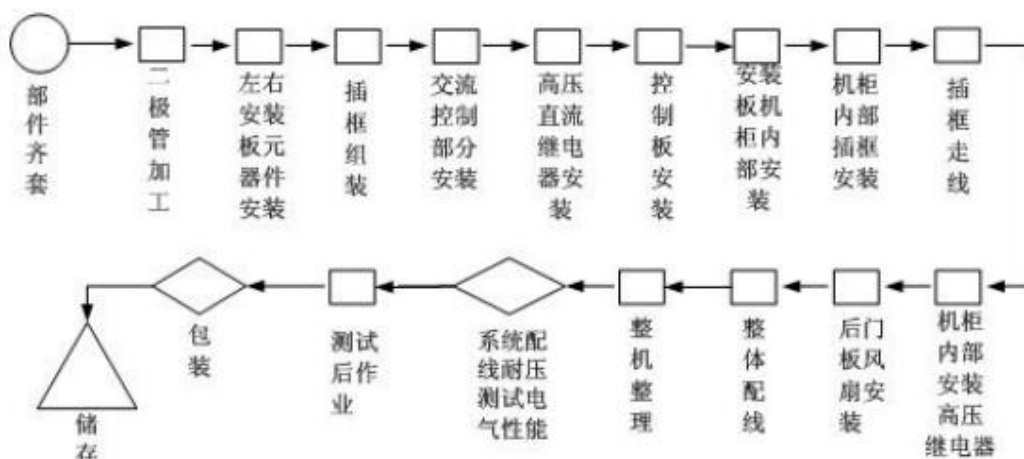 部件齐套
二极管加工
左右
安装
板元
器件
安装
插框组装
交流
控制
部分
安装
高压
直流
继电
器安
装
控制板安装
安装
板机
柜内
部安
装
机柜
内部
插框
安装
插框走线
机柜
内部
安装
高压
继电器
后门
板风
扇安
装
整体配线
整机整理
系统配
线耐压
测试电
气性能
测试
后作
业
包装
储存